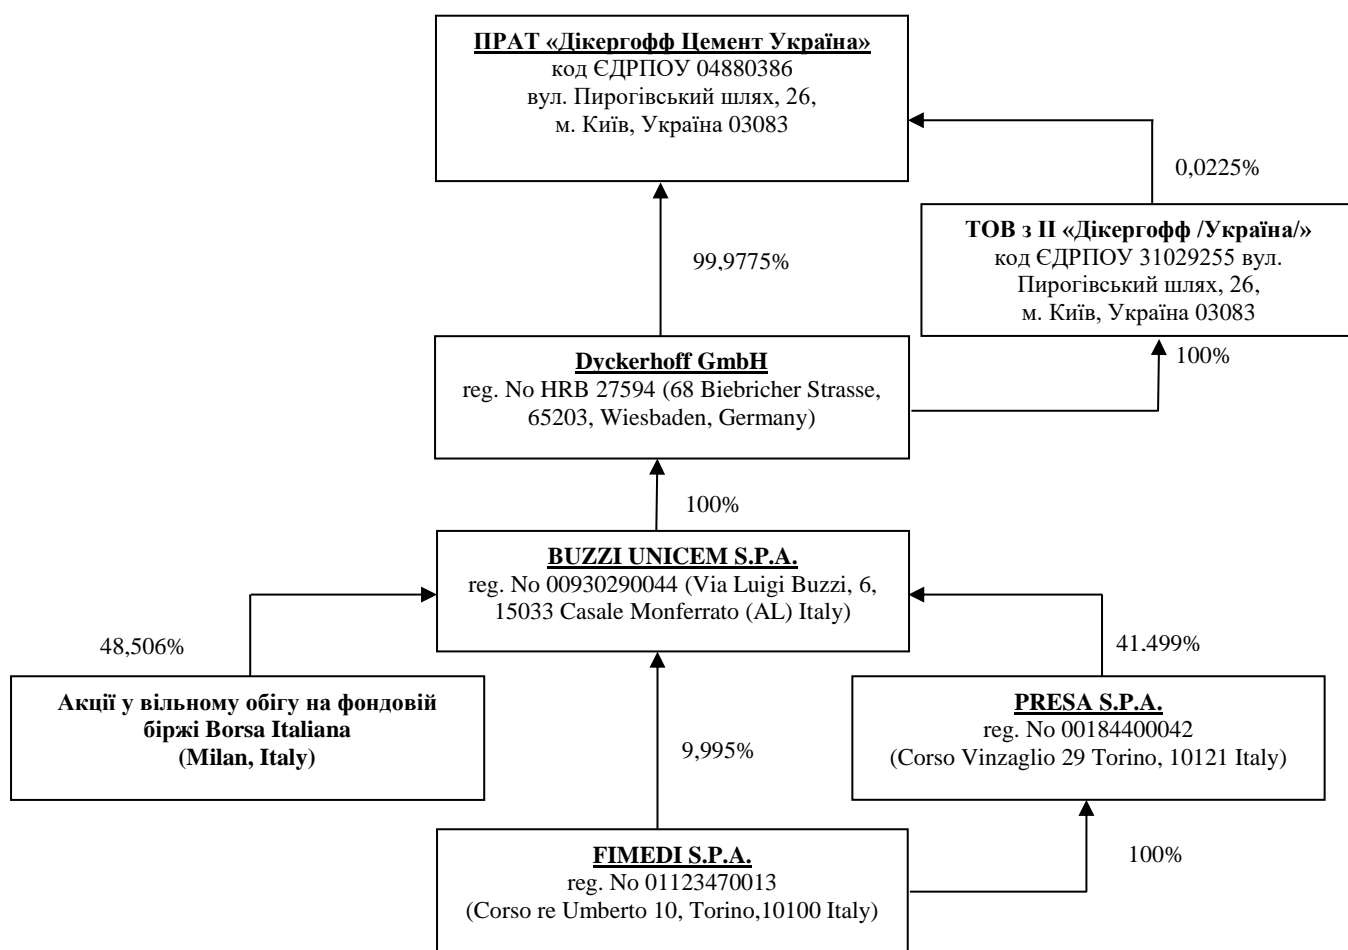 ПРАТ «Дікергофф Цемент Україна»
код ЄДРПОУ 04880386
вул. Пирогівський шлях, 26,
м. Київ, Україна 03083
0,0225%
ТОВ з ІІ «Дікергофф /Україна/»
код ЄДРПОУ 31029255 вул.
Пирогівський шлях, 26,
м. Київ, Україна 03083
99,9775%
100%
Dyckerhoff GmbH
reg. No HRB 27594 (68 Biebricher Strasse,
65203, Wiesbaden, Germany)
100%
BUZZI UNICEM S.P.A.
reg. No 00930290044 (Via Luigi Buzzi, 6,
15033 Casale Monferrato (AL) Italy)
48,506%
41,499%
Акції у вільному обігу на фондовій
біржі Borsa Italiana
(Milan, Italy)
9,995%
PRESA S.P.A.
reg. No 00184400042
(Corso Vinzaglio 29 Torino, 10121 Italy)
FIMEDI S.P.A.
reg. No 01123470013
(Corso re Umberto 10, Torino,10100 Italy)
100%